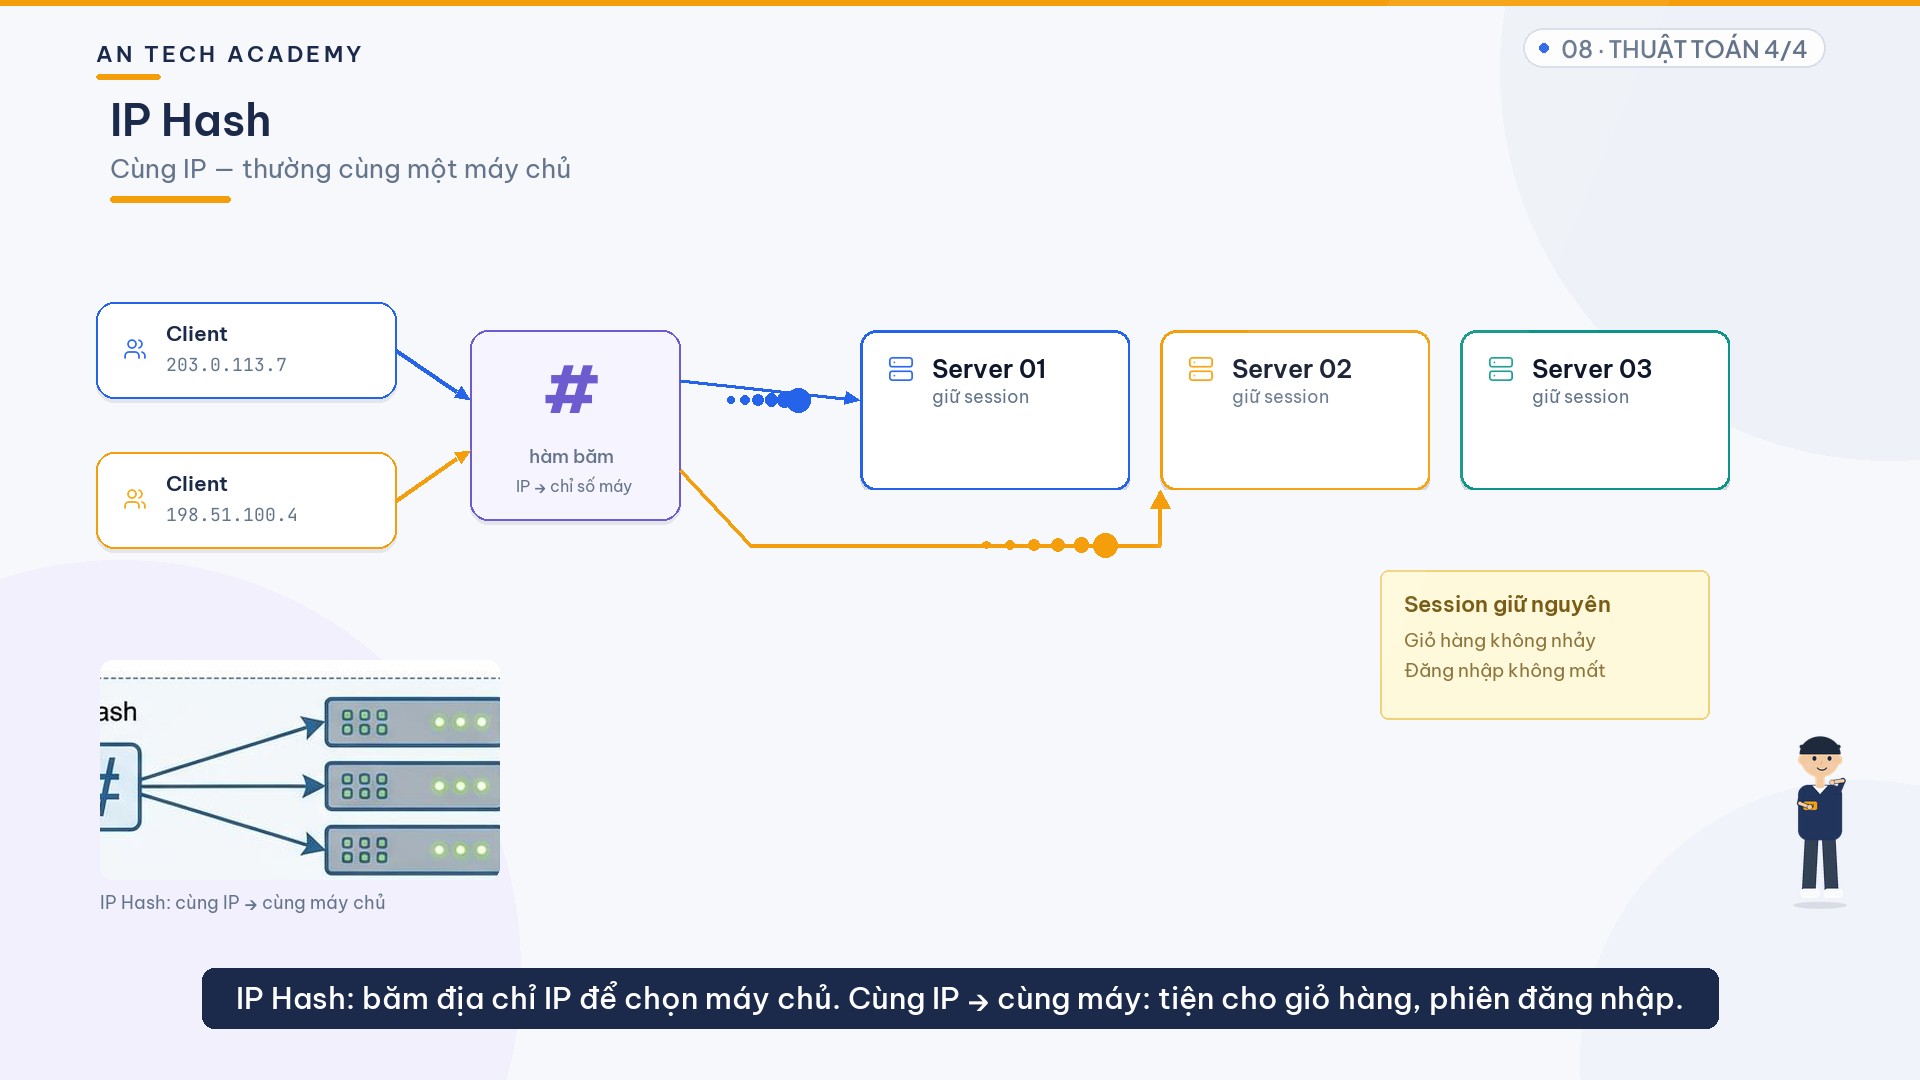 AN TECH ACADEMY
08 · THUẬT TOÁN 4/4
IP Hash
Cùng IP — thường cùng một máy chủ
Client
203.0.113.7
Client
198.51.100.4
#
hàm băm
IP → chỉ số máy
Server 01
giữ session
Server 02
giữ session
Server 03
giữ session
Session giữ nguyên
Giỏ hàng không nhảy
Đăng nhập không mất
ash
#
IP Hash: cùng IP → cùng máy chủ
IP Hash: băm địa chỉ IP để chọn máy chủ. Cùng IP → cùng máy: tiện cho giỏ hàng, phiên đăng nhập.